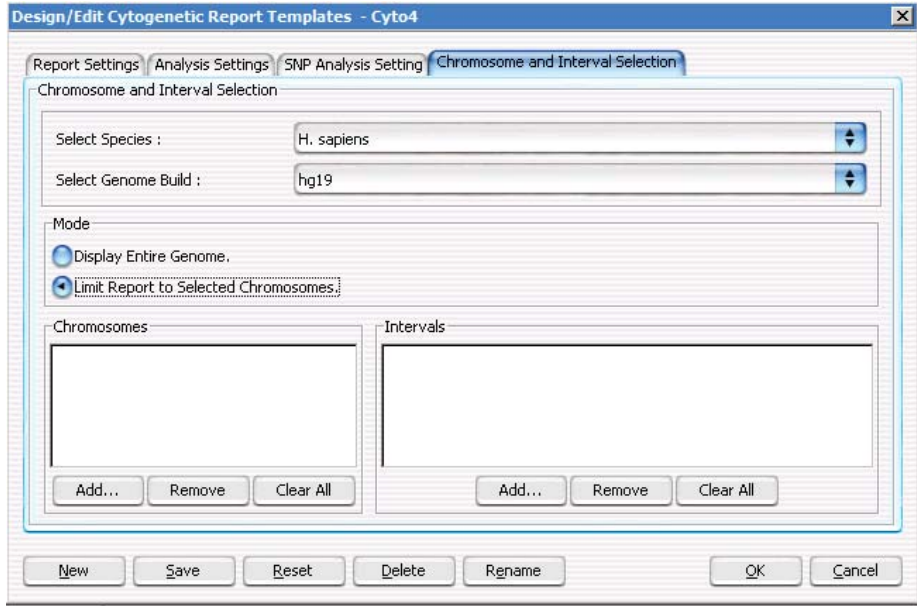 Design/Edit Cytogenetic Report Templates - Cyto4
Report Settings Analysis Settings SNP Analysis Setting Chromosome and Interval Selection
Chromosome and Interval Selection
Select Species : H. sapiens
Select Genome Build : hg19
Mode
Display Entire Genome.
Limit Report to Selected Chromosomes.
Chromosomes Intervals
Add... Remove Clear All Add... Remove Clear All
New Save Reset Delete Rename OK Cancel